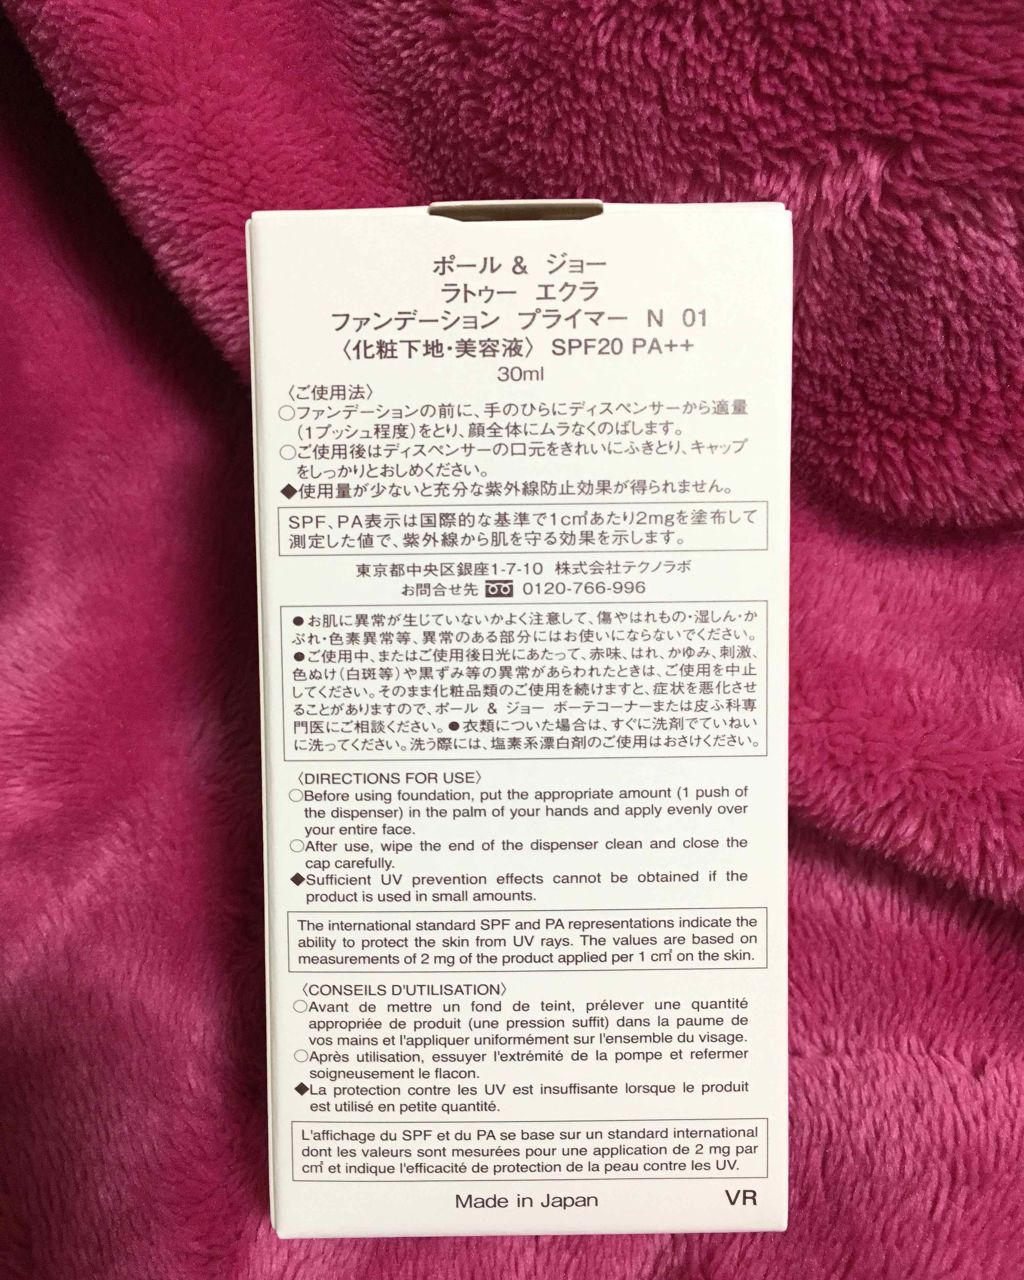 ポール & ジョー
ラトゥー エクラ
ファンデーション プライマー N 01
〈化粧下地・美容液〉 SPF20 PA++
30ml
〈ご使用法〉
○ファンデーションの前に、手のひらにディスペンサーから適量
(1プッシュ程度)をとり、顔全体にムラなくのばします。
○ご使用後はディスペンサーの口元をきれいにふきとり、キャップ
をしっかりとおしめください。
◆使用量が少ないと充分な紫外線防止効果が得られません。
SPF、PA表示は国際的な基準で1c㎡あたり2mgを塗布して
測定した値で、紫外線から肌を守る効果を示します。
東京都中央区銀座1-7-10 株式会社テクノラボ
お問合せ先 0120-766-996
●お肌に異常が生じていないかよく注意して、傷やはれもの・湿しん・か
ぶれ・色素異常等、異常のある部分にはお使いにならないでください。
●ご使用中、またはご使用後日光にあたって、赤味、はれ、かゆみ、刺激、
色ぬけ(白斑等)や黒ずみ等の異常があらわれたときは、ご使用を中止
してください。そのまま化粧品類のご使用を続けますと、症状を悪化させ
ることがありますので、ポール & ジョー ボーテコーナーまたは皮ふ科専
門医にご相談ください。●衣類についた場合は、すぐに洗剤でていねい
に洗ってください。洗う際には、塩素系漂白剤のご使用はおさけください。
〈DIRECTIONS FOR USE〉
○Before using foundation, put the appropriate amount (1 push of
the dispenser) in the palm of your hands and apply evenly over
your entire face.
○After use, wipe the end of the dispenser clean and close the
cap carefully.
◆Sufficient UV prevention effects cannot be obtained if the
product is used in small amounts.
The international standard SPF and PA representations indicate the
ability to protect the skin from UV rays. The values are based on
measurements of 2 mg of the product applied per 1 c㎡ on the skin.
〈CONSEILS D'UTILISATION〉
○Avant de mettre un fond de teint, prélever une quantité
appropriée de produit (une pression suffit) dans la paume de
vos mains et l'appliquer uniformément sur l'ensemble du visage.
○Après utilisation, essuyer l'extrémité de la pompe et refermer
soigneusement le flacon.
◆La protection contre les UV est insuffisante lorsque le produit
est utilisé en petite quantité.
L'affichage du SPF et du PA se base sur un standard international
dont les valeurs sont mesurées pour une application de 2 mg par
c㎡ et indique l'efficacité de protection de la peau contre les UV.
Made in Japan VR